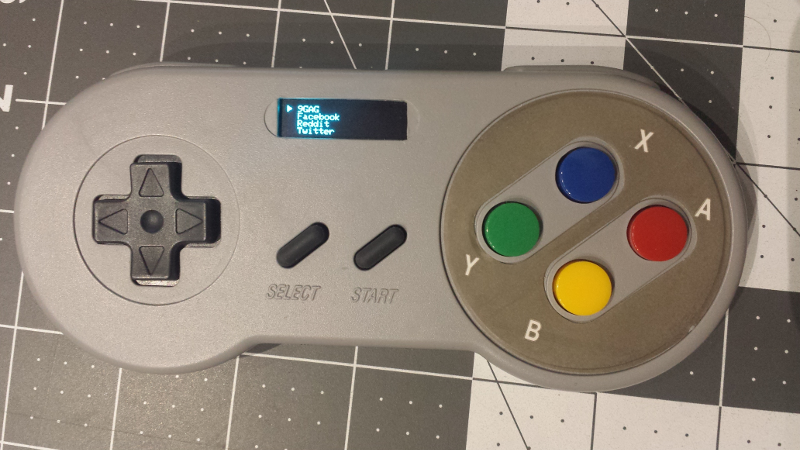 9GAG
Facebook
Reddit
Twitter
X
A
Y
B
SELECT
START